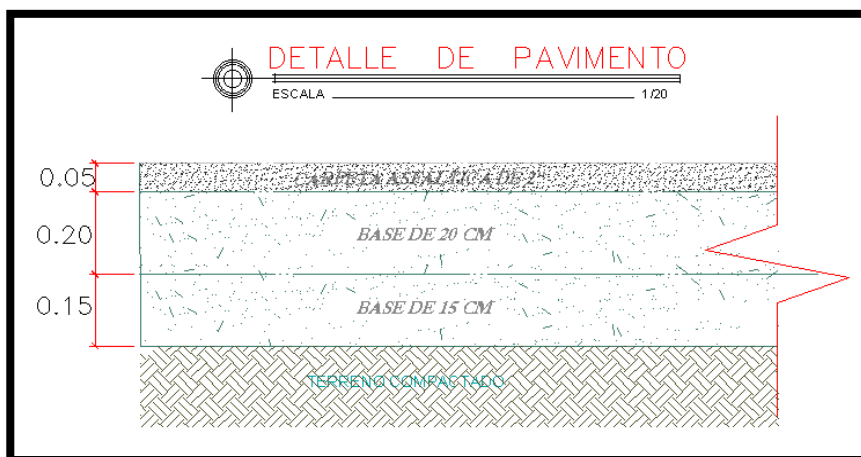 DETALLE DE PAVIMENTO
ESCALA 1/20
0.05
CARPETA ASFALTICA DE 2"
0.20
BASE DE 20 CM
0.15
BASE DE 15 CM
TERRENO COMPACTADO